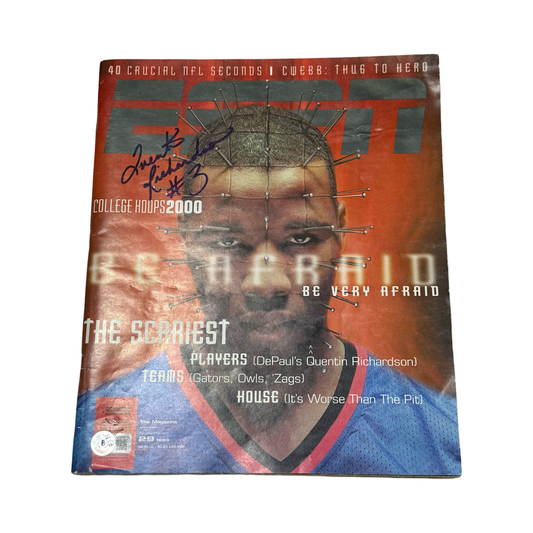 40 CRUCIAL NFL SECONDS | CWEBB: THUG TO HERO
ESPN
Quentin Richardson
#3
COLLEGE HOOPS 2000
BE AFRAID
BE VERY AFRAID
THE SCARIEST
PLAYERS (DePaul's Quentin Richardson)
TEAMS (Gators, Owls, 'Zags)
HOUSE (It's Worse Than The Pit)
The Magazine